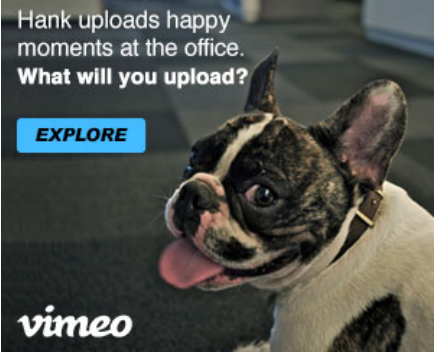 Hank uploads happy
moments at the office.
What will you upload?
EXPLORE
vimeo